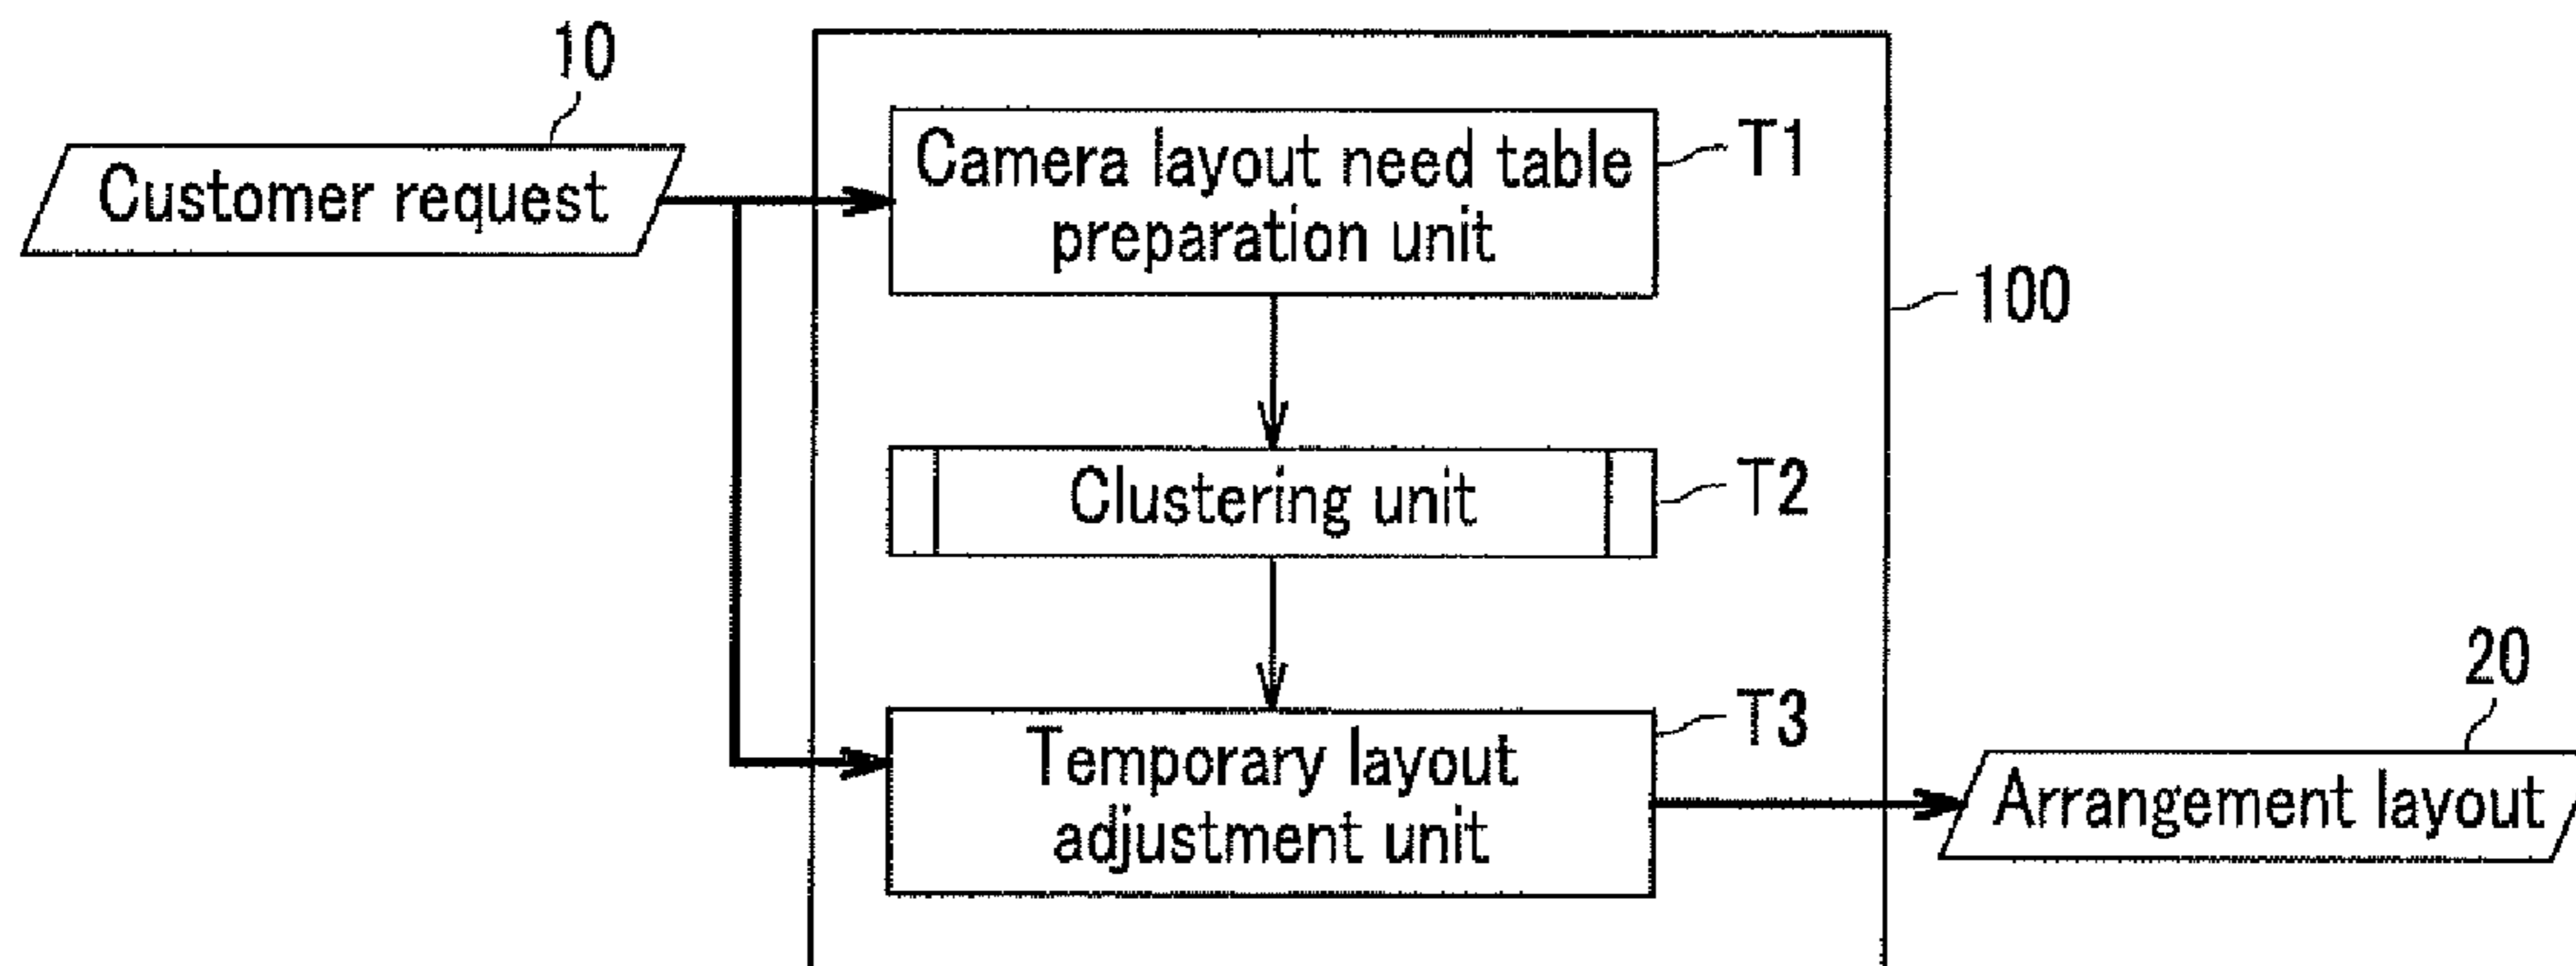 10
Customer request
Camera layout need table
preparation unit
T1
100
Clustering unit
T2
Temporary layout
adjustment unit
T3
20
Arrangement layout